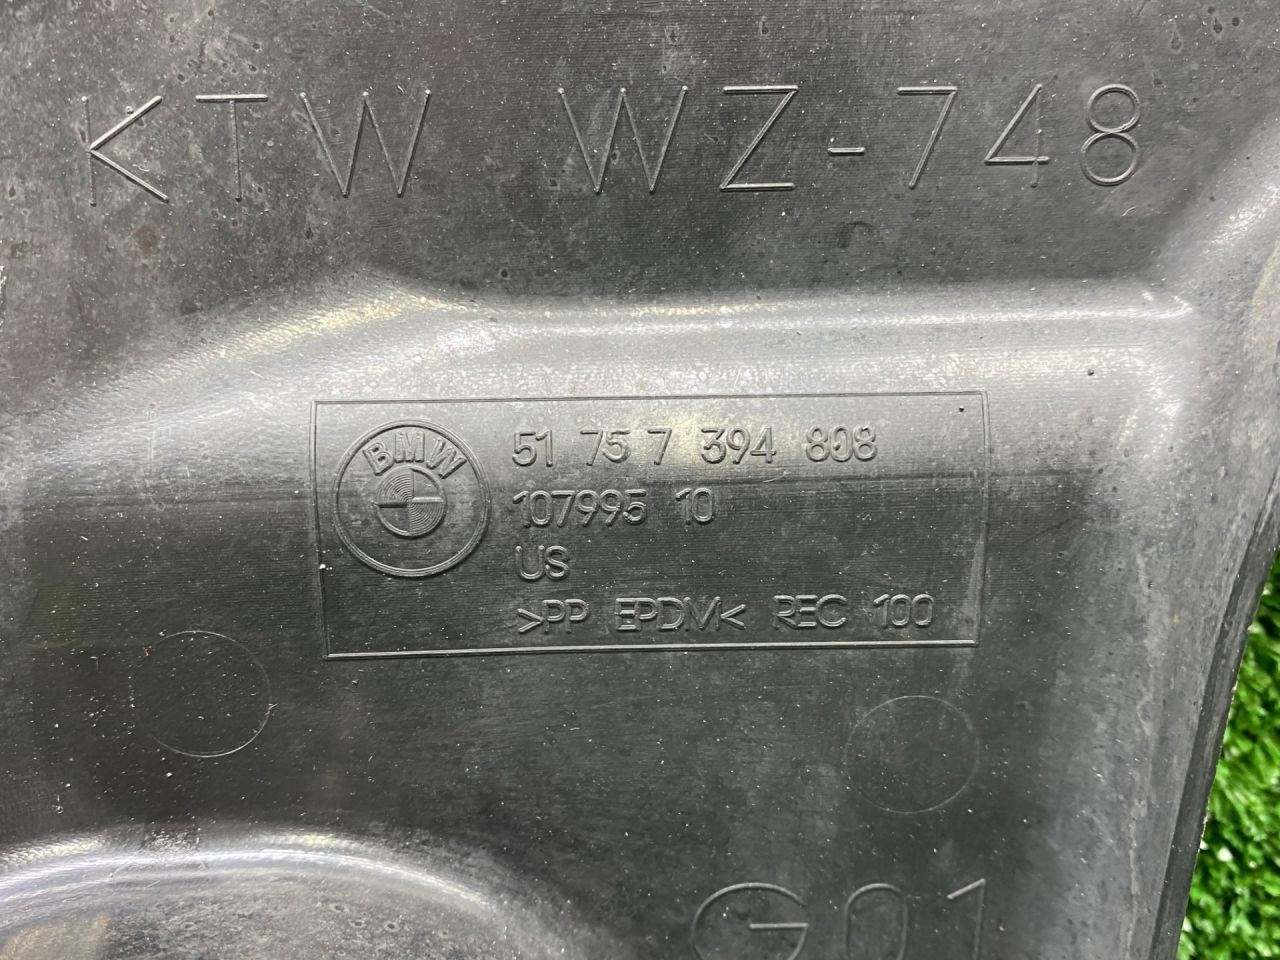 KTW WZ-748
BMW
51 75 7 394 808
107995 10
US
>PP EPDM< REC 100
G01